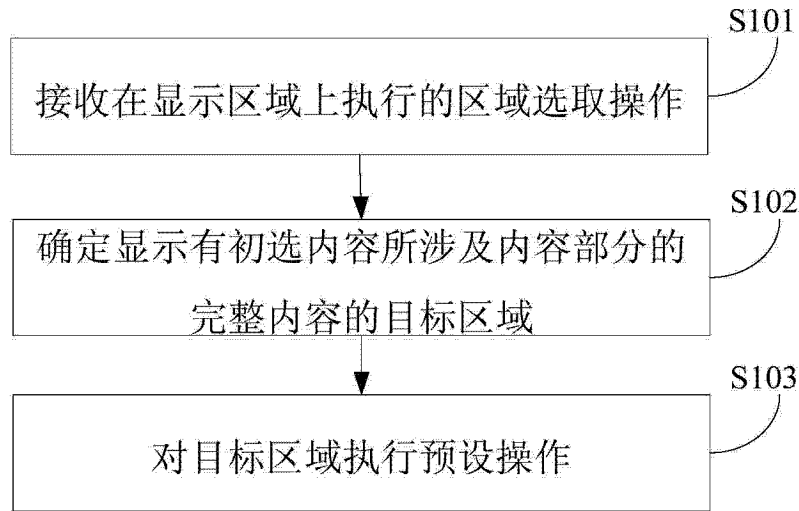 S101
接收在显示区域上执行的区域选取操作
S102
确定显示有初选内容所涉及内容部分的
完整内容的目标区域
S103
对目标区域执行预设操作